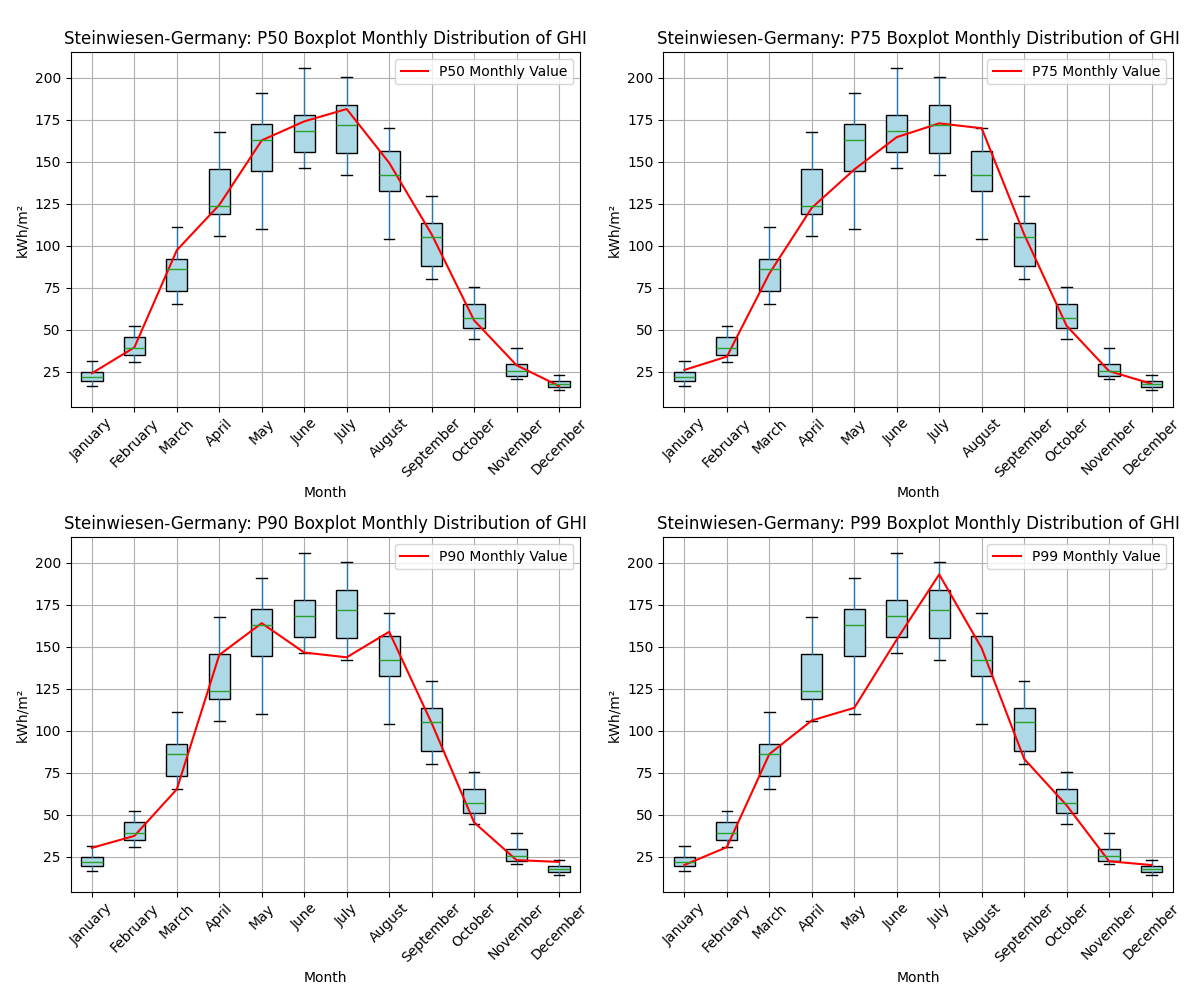 Steinwiesen-Germany: P50 Boxplot Monthly Distribution of GHI
P50 Monthly Value
200
175
150
125
100
75
50
25
kWh/m²
January
February
March
April
May
June
July
August
September
October
November
December
Month
Steinwiesen-Germany: P75 Boxplot Monthly Distribution of GHI
P75 Monthly Value
200
175
150
125
100
75
50
25
kWh/m²
January
February
March
April
May
June
July
August
September
October
November
December
Month
Steinwiesen-Germany: P90 Boxplot Monthly Distribution of GHI
P90 Monthly Value
200
175
150
125
100
75
50
25
kWh/m²
January
February
March
April
May
June
July
August
September
October
November
December
Month
Steinwiesen-Germany: P99 Boxplot Monthly Distribution of GHI
P99 Monthly Value
200
175
150
125
100
75
50
25
kWh/m²
January
February
March
April
May
June
July
August
September
October
November
December
Month